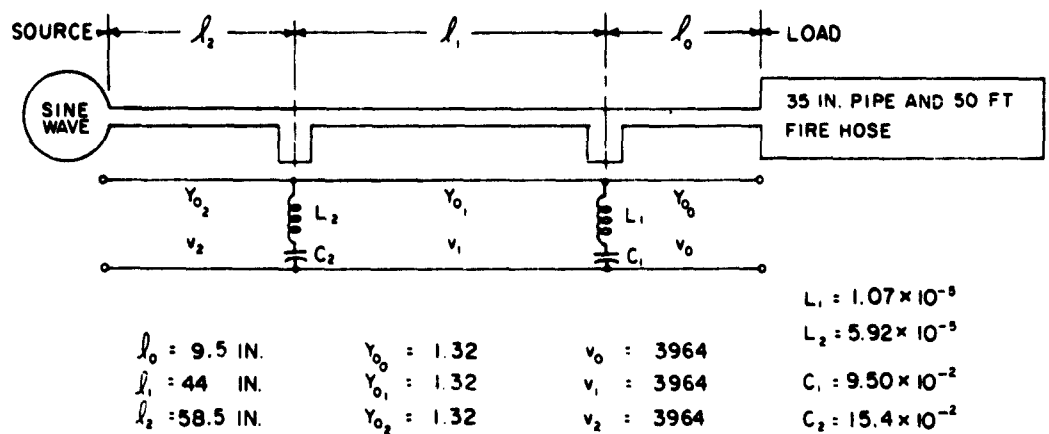 SOURCE ℓ₂ ℓ₁ ℓ₀ LOAD
SINE
WAVE
35 IN. PIPE AND 50 FT
FIRE HOSE
Y₀₂ L₂ Y₀₁ L₁ Y₀₀
v₂ C₂ v₁ C₁ v₀
L₁ = 1.07 × 10⁻⁵
L₂ = 5.92 × 10⁻⁵
C₁ = 9.50 × 10⁻²
C₂ = 15.4 × 10⁻²
ℓ₀ = 9.5 IN. Y₀₀ = 1.32 v₀ = 3964
ℓ₁ = 44 IN. Y₀₁ = 1.32 v₁ = 3964
ℓ₂ = 58.5 IN. Y₀₂ = 1.32 v₂ = 3964